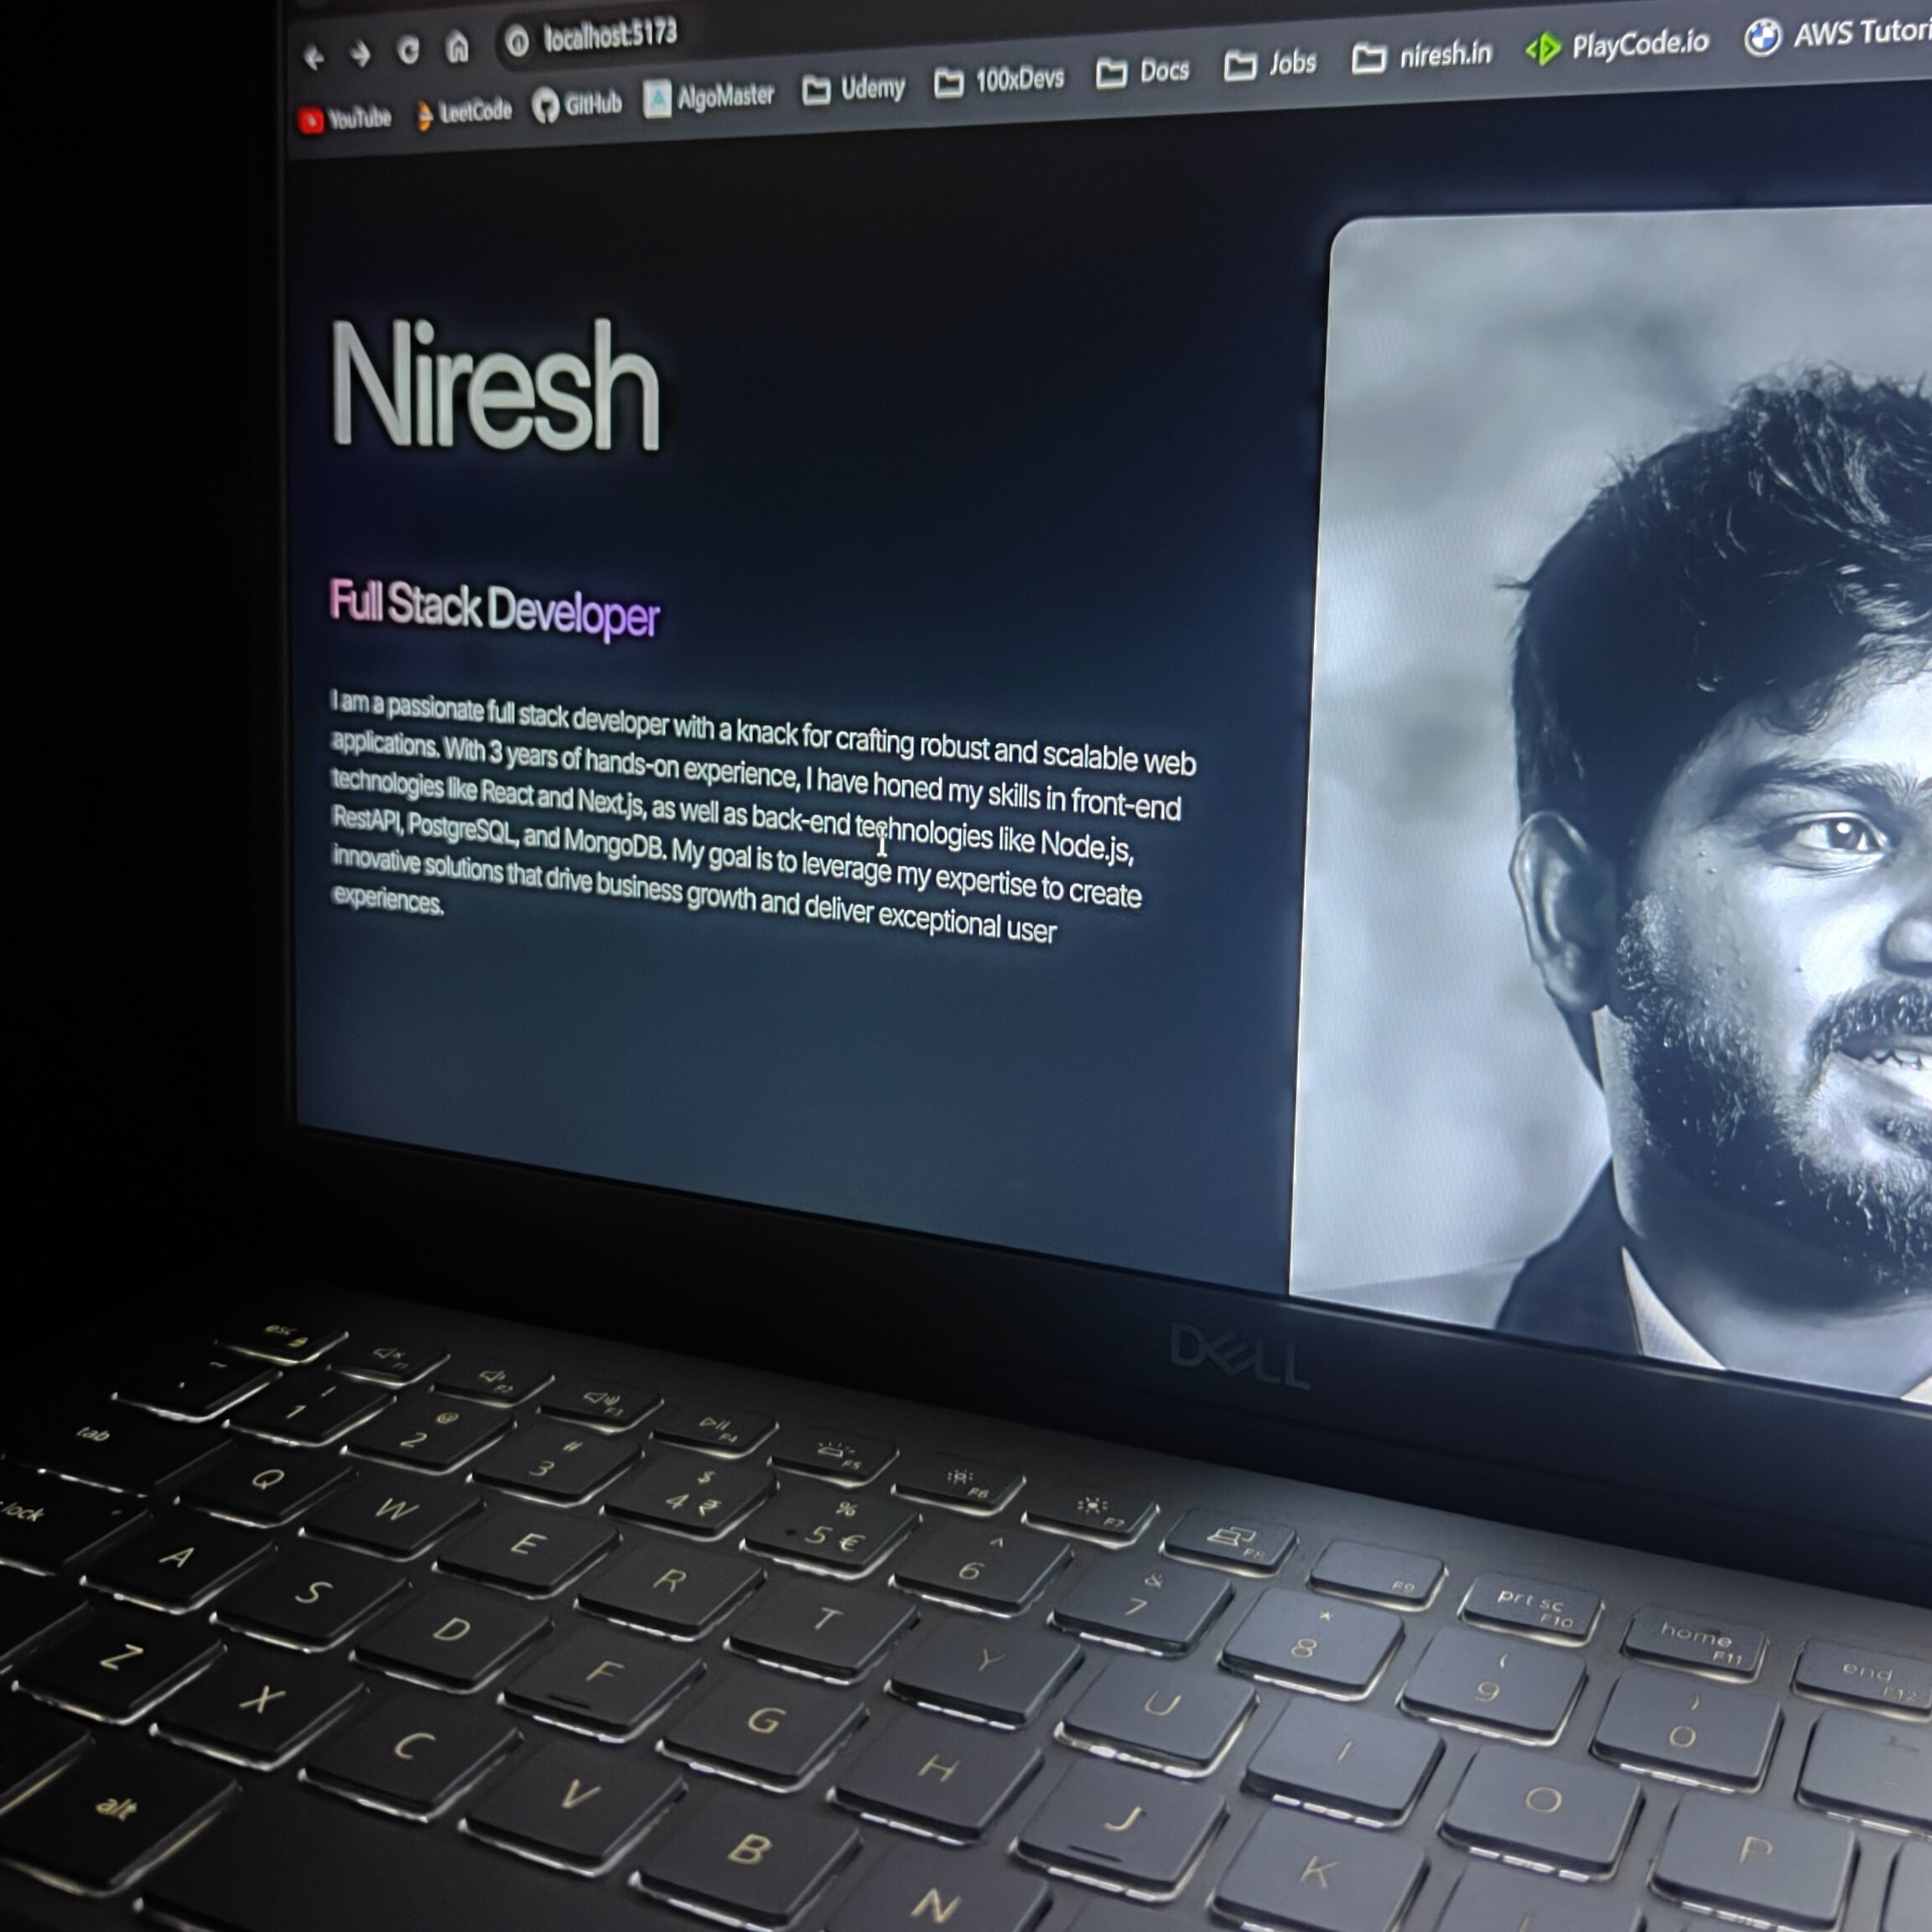 localhost:5173
YouTube LeetCode GitHub AlgoMaster Udemy 100xDevs Docs Jobs niresh.in PlayCode.io AWS Tutori
Niresh
Full Stack Developer
I am a passionate full stack developer with a knack for crafting robust and scalable web
applications. With 3 years of hands-on experience, I have honed my skills in front-end
technologies like React and Next.js, as well as back-end technologies like Node.js,
RestAPI, PostgreSQL, and MongoDB. My goal is to leverage my expertise to create
innovative solutions that drive business growth and deliver exceptional user
experiences.
DELL
esc F1 F2 F3 F4 F5 F6 F7 F8 F9 prt sc F10 home F11 end F12
~ ! 1 @ 2 # 3 $ 4 ₹ % 5 € ^ 6 & 7 * 8 ( 9 ) 0
tab Q W E R T Y U I O P
lock A S D F G H J K
Z X C V B N
alt